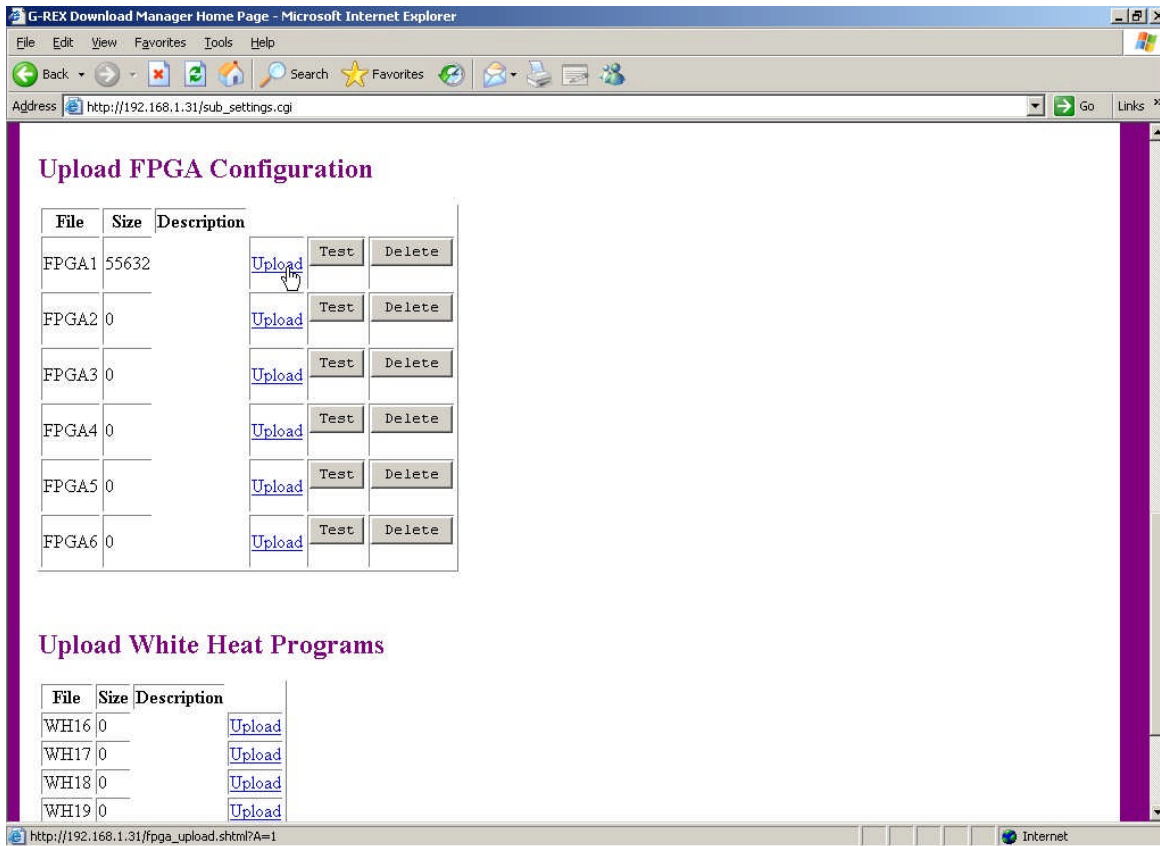 G-REX Download Manager Home Page - Microsoft Internet Explorer
File Edit View Favorites Tools Help
Back Search Favorites
Address http://192.168.1.31/sub_settings.cgi Go Links »
Upload FPGA Configuration
File Size Description
FPGA1 55632 Upload Test Delete
FPGA2 0 Upload Test Delete
FPGA3 0 Upload Test Delete
FPGA4 0 Upload Test Delete
FPGA5 0 Upload Test Delete
FPGA6 0 Upload Test Delete
Upload White Heat Programs
File Size Description
WH16 0 Upload
WH17 0 Upload
WH18 0 Upload
WH19 0 Upload
http://192.168.1.31/fpga_upload.shtml?A=1 Internet